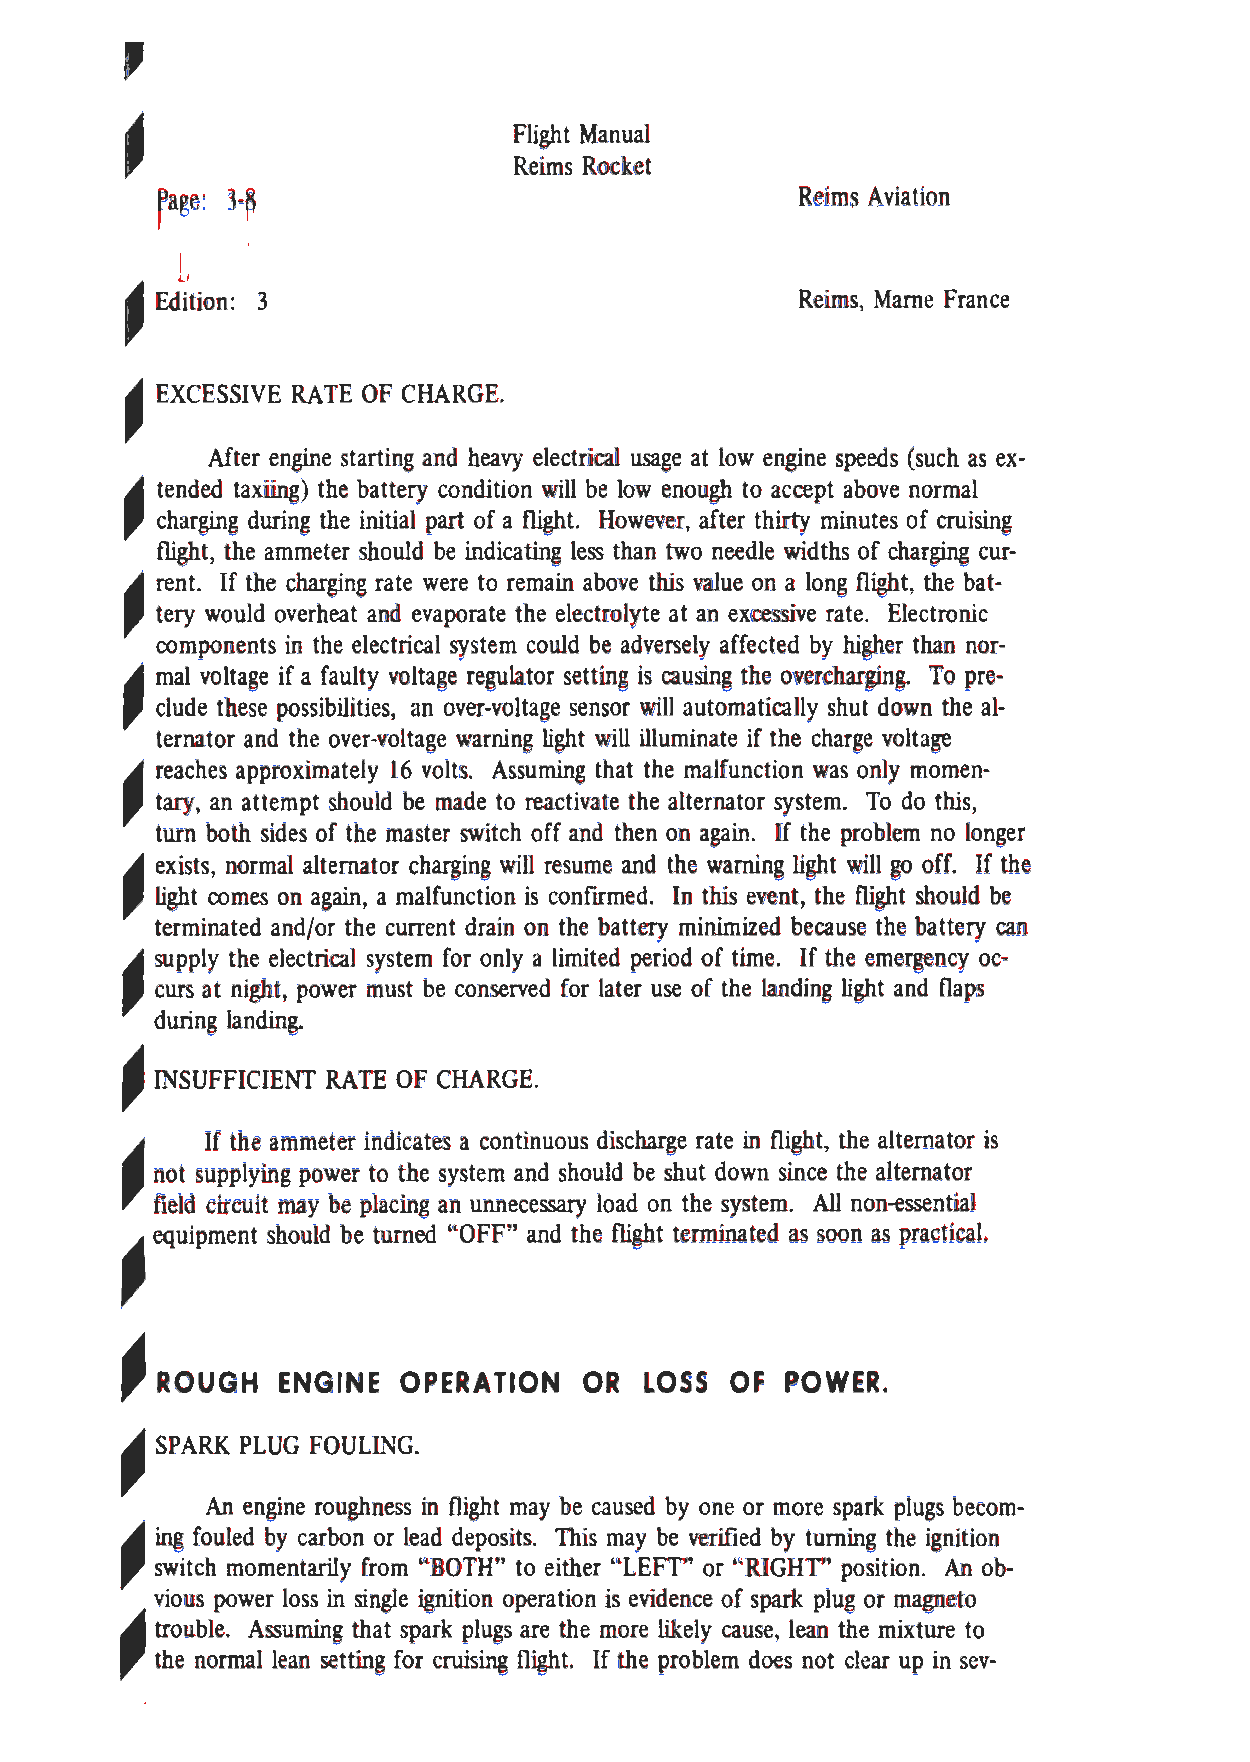 Flight Manual
Reims Rocket
Page: 3-8 Reims Aviation
Edition: 3 Reims, Marne France
EXCESSIVE RATE OF CHARGE.
After engine starting and heavy electrical usage at low engine speeds (such as ex-
tended taxiing) the battery condition will be low enough to accept above normal
charging during the initial part of a flight. However, after thirty minutes of cruising
flight, the ammeter should be indicating less than two needle widths of charging cur-
rent. If the charging rate were to remain above this value on a long flight, the bat-
tery would overheat and evaporate the electrolyte at an excessive rate. Electronic
components in the electrical system could be adversely affected by higher than nor-
mal voltage if a faulty voltage regulator setting is causing the overcharging. To pre-
clude these possibilities, an over-voltage sensor will automatically shut down the al-
ternator and the over-voltage warning light will illuminate if the charge voltage
reaches approximately 16 volts. Assuming that the malfunction was only momen-
tary, an attempt should be made to reactivate the alternator system. To do this,
turn both sides of the master switch off and then on again. If the problem no longer
exists, normal alternator charging will resume and the warning light will go off. If the
light comes on again, a malfunction is confirmed. In this event, the flight should be
terminated and/or the current drain on the battery minimized because the battery can
supply the electrical system for only a limited period of time. If the emergency oc-
curs at night, power must be conserved for later use of the landing light and flaps
during landing.
INSUFFICIENT RATE OF CHARGE.
If the ammeter indicates a continuous discharge rate in flight, the alternator is
not supplying power to the system and should be shut down since the alternator
field circuit may be placing an unnecessary load on the system. All non-essential
equipment should be turned “OFF” and the flight terminated as soon as practical.
ROUGH ENGINE OPERATION OR LOSS OF POWER.
SPARK PLUG FOULING.
An engine roughness in flight may be caused by one or more spark plugs becom-
ing fouled by carbon or lead deposits. This may be verified by turning the ignition
switch momentarily from “BOTH” to either “LEFT” or “RIGHT” position. An ob-
vious power loss in single ignition operation is evidence of spark plug or magneto
trouble. Assuming that spark plugs are the more likely cause, lean the mixture to
the normal lean setting for cruising flight. If the problem does not clear up in sev-